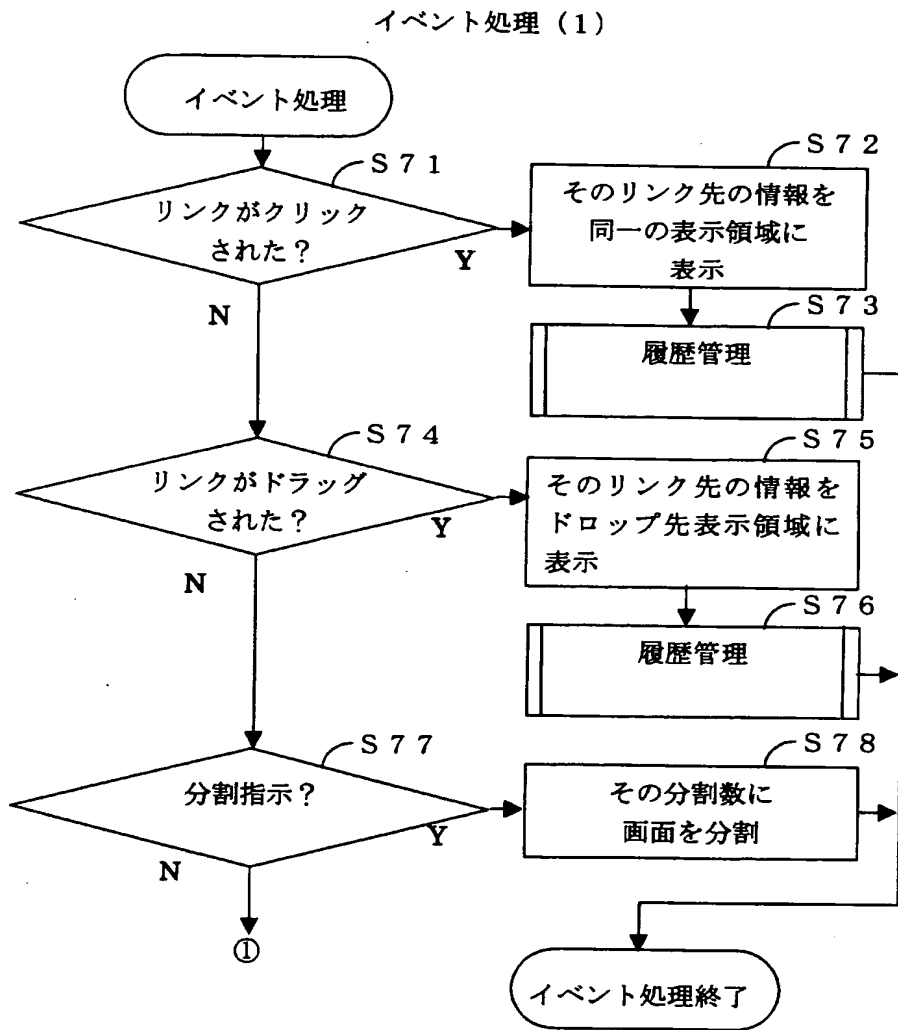 イベント処理（1）
イベント処理
S71
リンクがクリック
された？
Y
N
S72
そのリンク先の情報を
同一の表示領域に
表示
S73
履歴管理
S74
リンクがドラッグ
された？
Y
N
S75
そのリンク先の情報を
ドロップ先表示領域に
表示
S76
履歴管理
S77
分割指示？
Y
N
S78
その分割数に
画面を分割
①
イベント処理終了